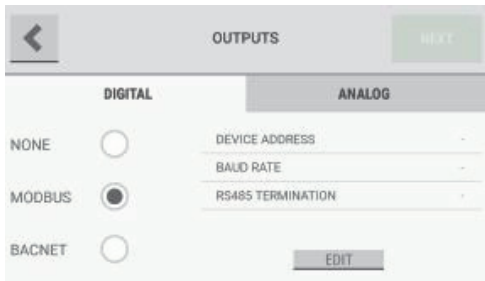 OUTPUTS
NEXT
DIGITAL
ANALOG
NONE
MODBUS
BACNET
DEVICE ADDRESS -
BAUD RATE -
RS485 TERMINATION -
EDIT